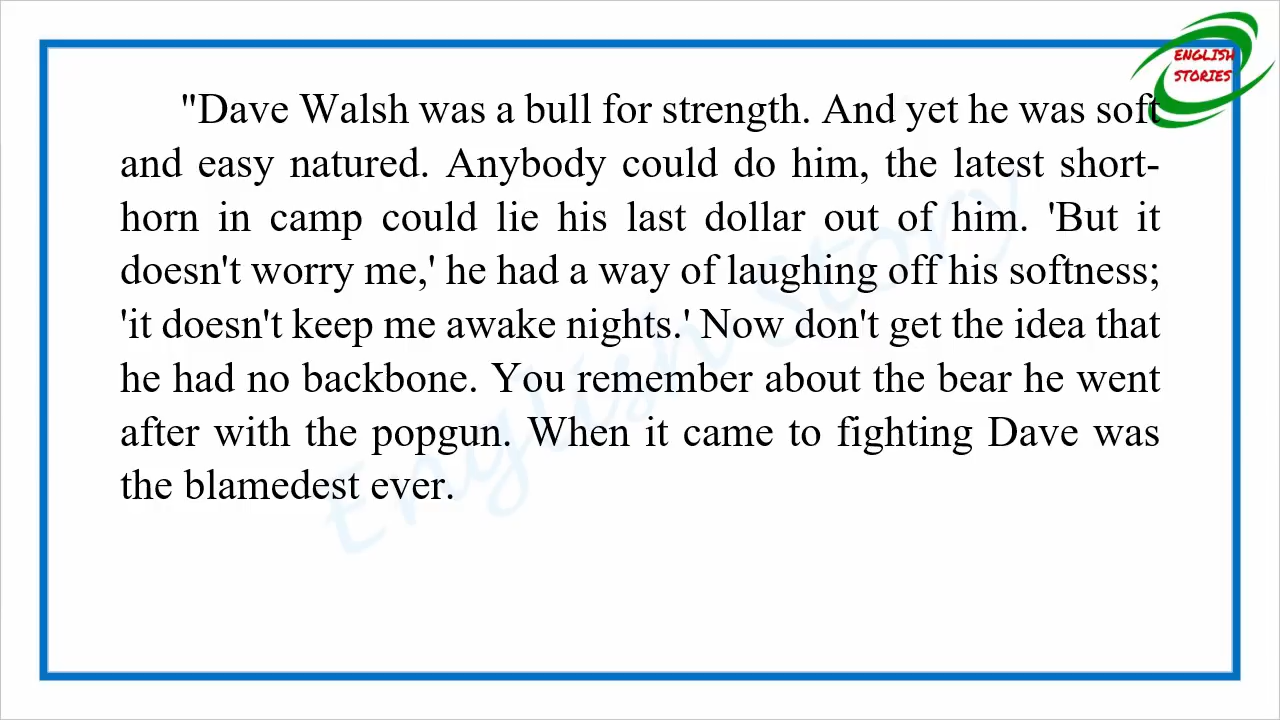 ENGLISH
STORIES
"Dave Walsh was a bull for strength. And yet he was soft
and easy natured. Anybody could do him, the latest short-
horn in camp could lie his last dollar out of him. 'But it
doesn't worry me,' he had a way of laughing off his softness;
'it doesn't keep me awake nights.' Now don't get the idea that
he had no backbone. You remember about the bear he went
after with the popgun. When it came to fighting Dave was
the blamedest ever.
English Story